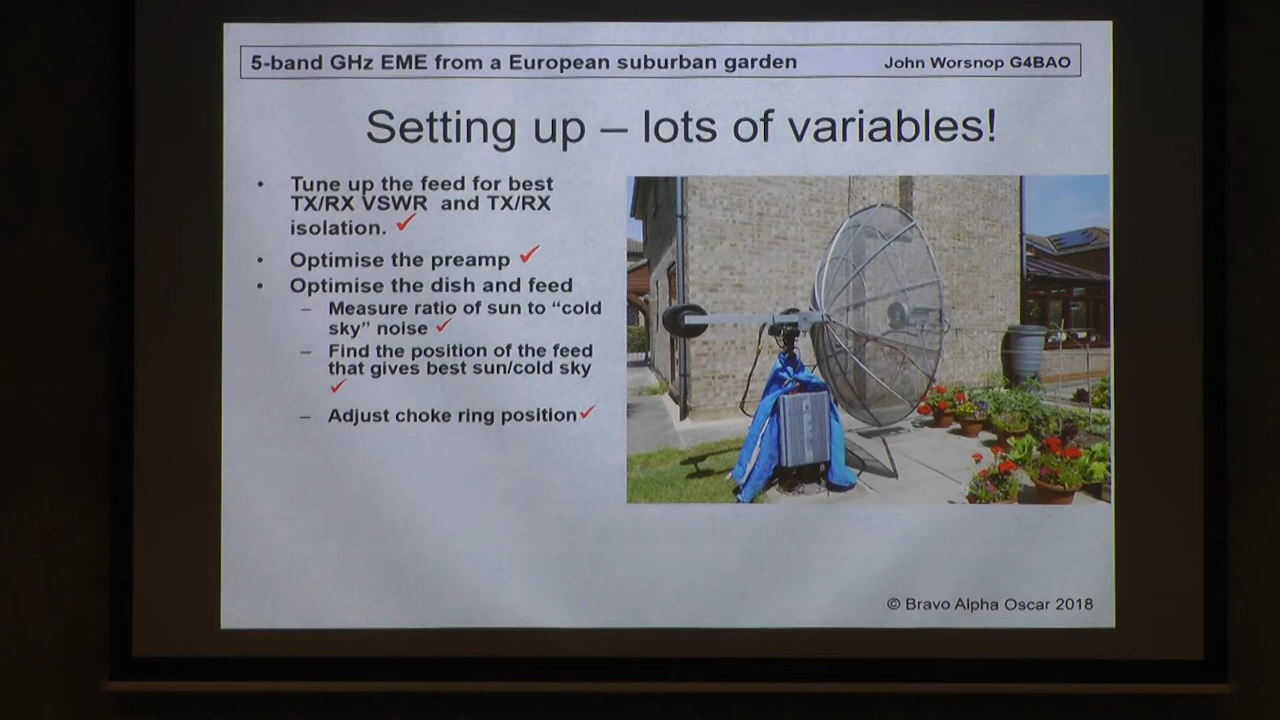 5-band GHz EME from a European suburban garden John Worsnop G4BAO
Setting up – lots of variables!
• Tune up the feed for best
TX/RX VSWR and TX/RX
isolation. ✓
• Optimise the preamp ✓
• Optimise the dish and feed
– Measure ratio of sun to “cold
sky” noise ✓
– Find the position of the feed
that gives best sun/cold sky
✓
– Adjust choke ring position ✓
© Bravo Alpha Oscar 2018